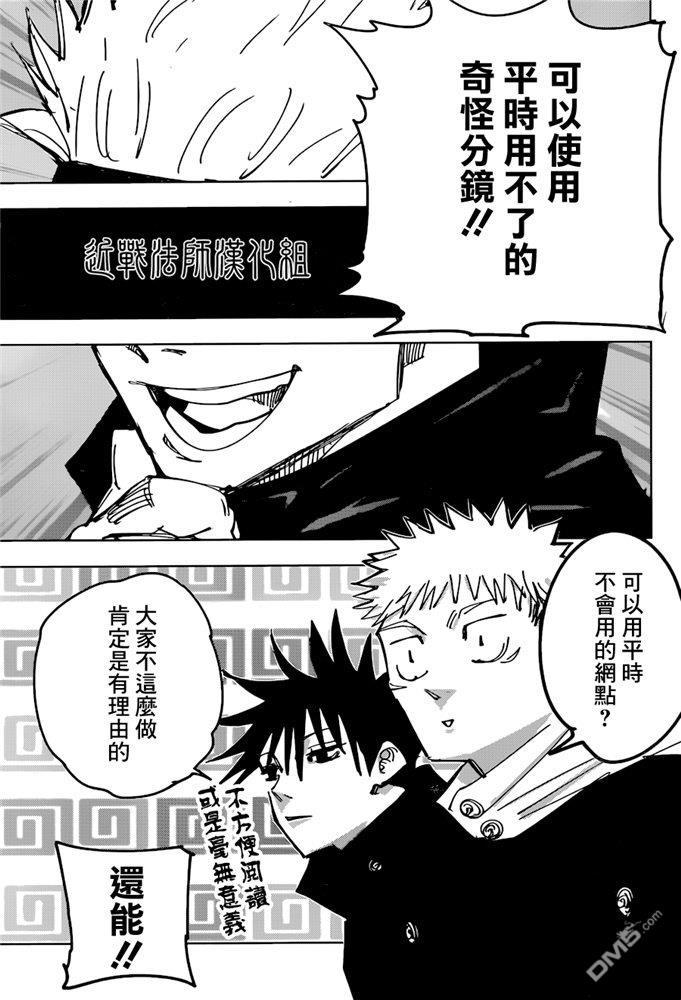 可以使用
平時用不了的
奇怪分鏡!!
近戰法師漢化組
可以用平時
不會用的網點?
大家不這麼做
肯定是有理由的
不方便閱讀
或是毫無意義
還能!!
DM5.com